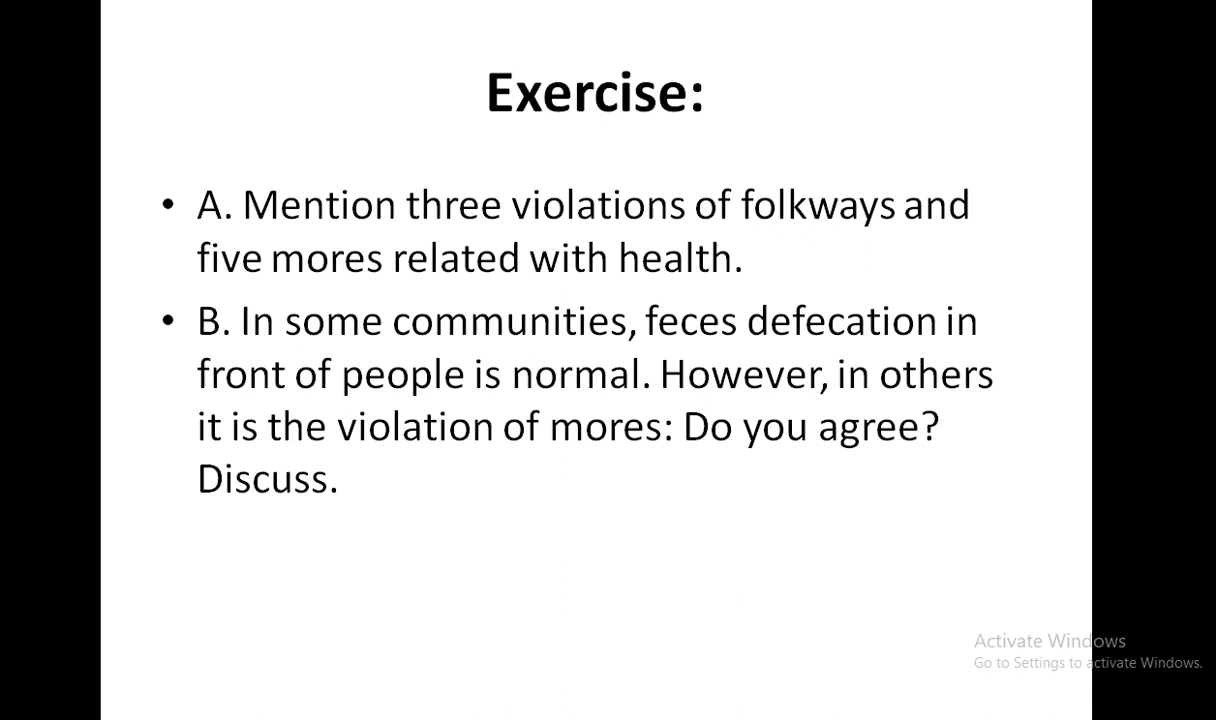 Exercise:
• A. Mention three violations of folkways and
five mores related with health.
• B. In some communities, feces defecation in
front of people is normal. However, in others
it is the violation of mores: Do you agree?
Discuss.
Activate Windows
Go to Settings to activate Windows.